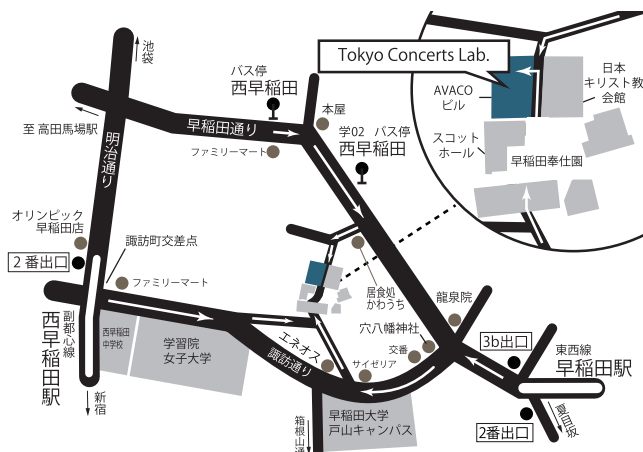 Tokyo Concerts Lab.
AVACO
ビル
日本
キリスト教
会館
スコット
ホール
早稲田奉仕園
池袋
至 高田馬場駅
明治通り
早稲田通り
バス停
西早稲田
ファミリーマート
本屋
学02 バス停
西早稲田
オリンピック
早稲田店
2番出口
諏訪町交差点
ファミリーマート
副都心線
西早稲田駅
新宿
西早稲田
中学校
学習院
女子大学
諏訪通り
エネオス
サイゼリア
居食処
かわうち
龍泉院
穴八幡神社
交番
3b出口
東西線
早稲田駅
2番出口
夏目坂
箱根山通
早稲田大学
戸山キャンパス